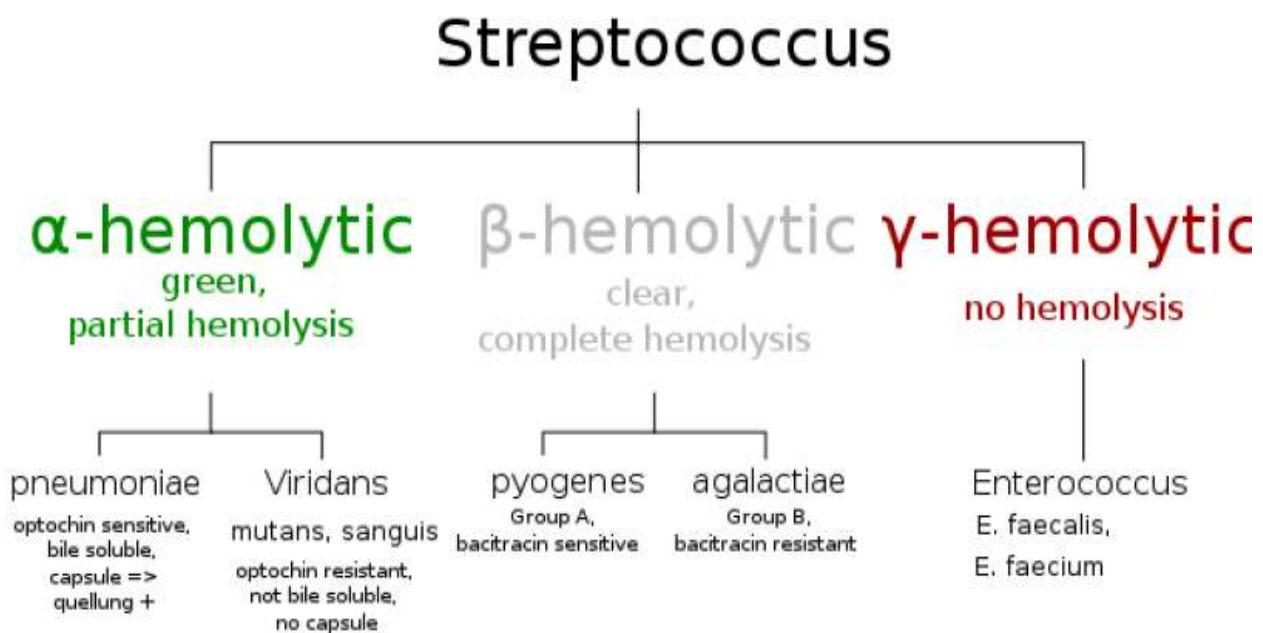 Streptococcus
α-hemolytic
green,
partial hemolysis
β-hemolytic
clear,
complete hemolysis
γ-hemolytic
no hemolysis
pneumoniae
optochin sensitive,
bile soluble,
capsule =>
quellung +
Viridans
mutans, sanguis
optochin resistant,
not bile soluble,
no capsule
pyogenes
Group A,
bacitracin sensitive
agalactiae
Group B,
bacitracin resistant
Enterococcus
E. faecalis,
E. faecium